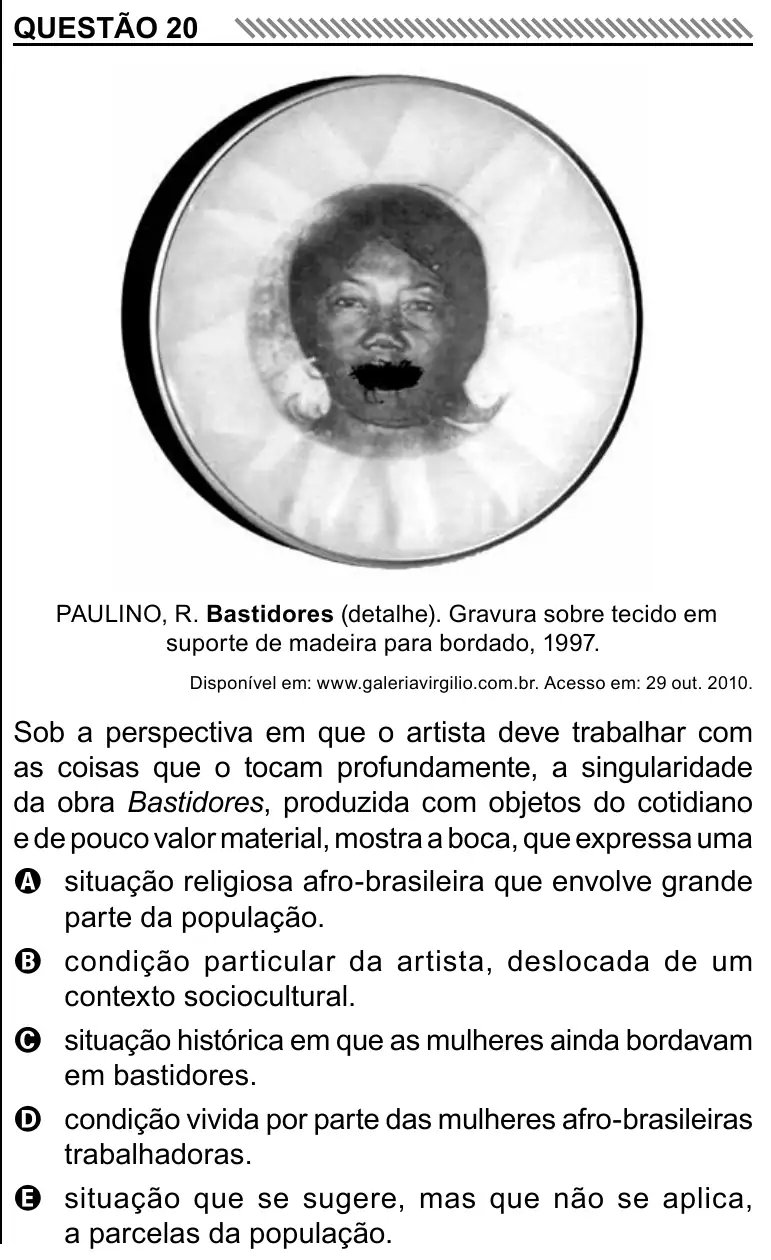 QUESTÃO 20
PAULINO, R. Bastidores (detalhe). Gravura sobre tecido em
suporte de madeira para bordado, 1997.
Disponível em: www.galeriavirgilio.com.br. Acesso em: 29 out. 2010.
Sob a perspectiva em que o artista deve trabalhar com
as coisas que o tocam profundamente, a singularidade
da obra Bastidores, produzida com objetos do cotidiano
e de pouco valor material, mostra a boca, que expressa uma
A situação religiosa afro-brasileira que envolve grande
parte da população.
B condição particular da artista, deslocada de um
contexto sociocultural.
C situação histórica em que as mulheres ainda bordavam
em bastidores.
D condição vivida por parte das mulheres afro-brasileiras
trabalhadoras.
E situação que se sugere, mas que não se aplica,
a parcelas da população.